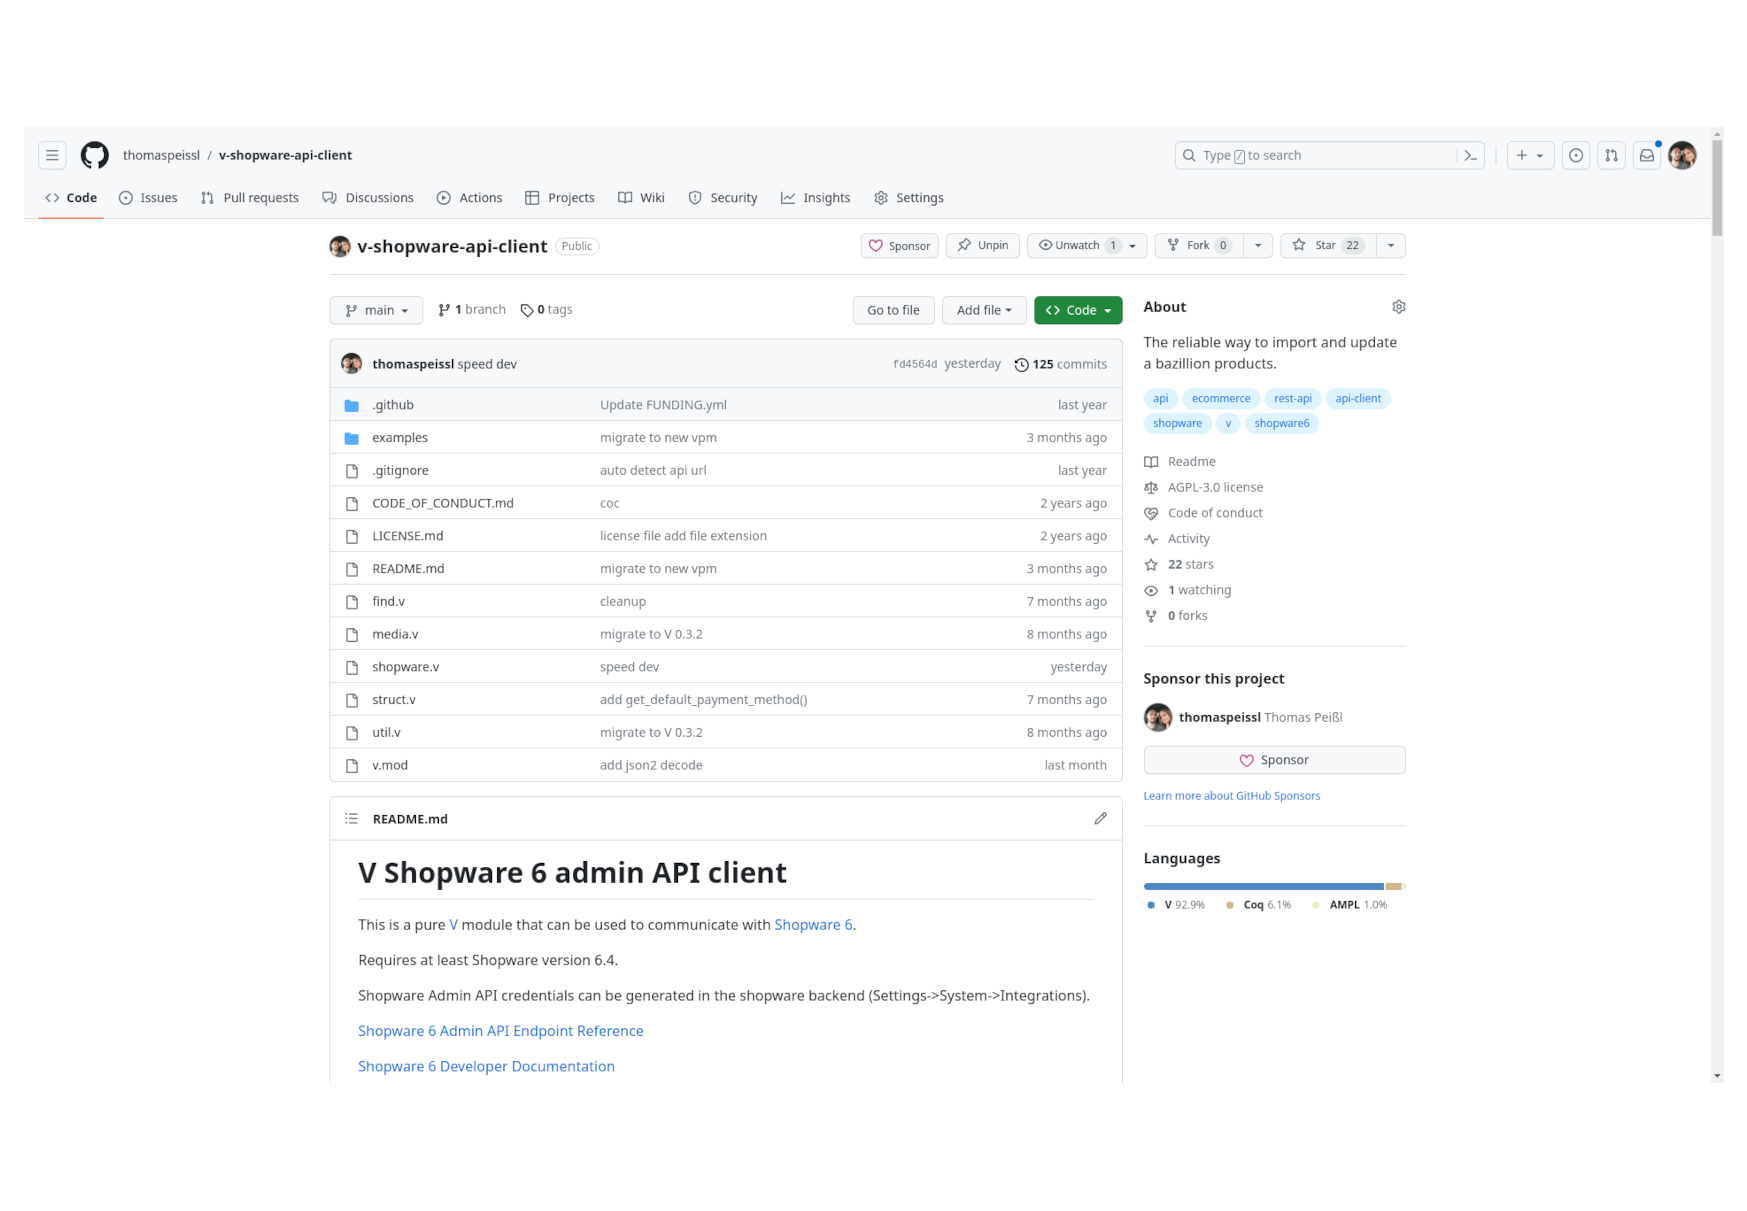 thomaspeissl / v-shopware-api-client
Type / to search
Code Issues Pull requests Discussions Actions Projects Wiki Security Insights Settings
v-shopware-api-client Public
Sponsor Unpin Unwatch 1 Fork 0 Star 22
main 1 branch 0 tags
Go to file Add file <> Code
thomaspeissl speed dev fd4564d yesterday 125 commits
.github Update FUNDING.yml last year
examples migrate to new vpm 3 months ago
.gitignore auto detect api url last year
CODE_OF_CONDUCT.md coc 2 years ago
LICENSE.md license file add file extension 2 years ago
README.md migrate to new vpm 3 months ago
find.v cleanup 7 months ago
media.v migrate to V 0.3.2 8 months ago
shopware.v speed dev yesterday
struct.v add get_default_payment_method() 7 months ago
util.v migrate to V 0.3.2 8 months ago
v.mod add json2 decode last month
README.md
V Shopware 6 admin API client
This is a pure V module that can be used to communicate with Shopware 6.
Requires at least Shopware version 6.4.
Shopware Admin API credentials can be generated in the shopware backend (Settings->System->Integrations).
Shopware 6 Admin API Endpoint Reference
Shopware 6 Developer Documentation
About
The reliable way to import and update
a bazillion products.
api ecommerce rest-api api-client
shopware v shopware6
Readme
AGPL-3.0 license
Code of conduct
Activity
22 stars
1 watching
0 forks
Sponsor this project
thomaspeissl Thomas Peißl
Sponsor
Learn more about GitHub Sponsors
Languages
V 92.9% Coq 6.1% AMPL 1.0%